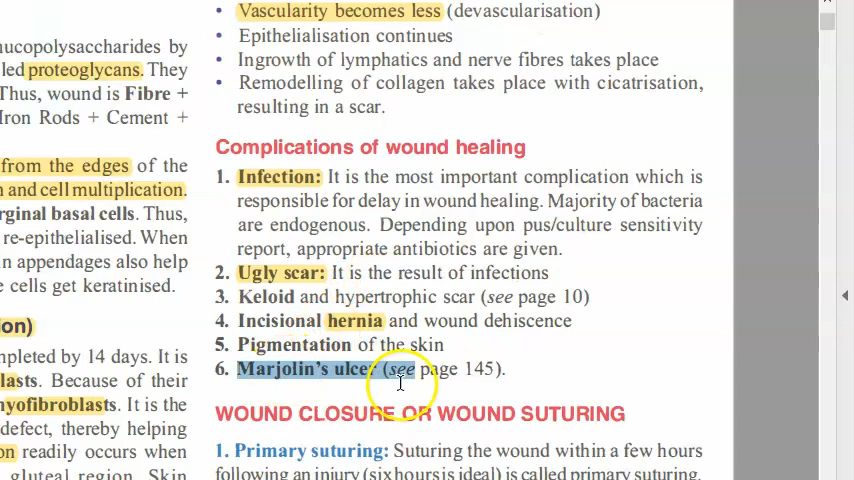 nucopolysaccharides by
led proteoglycans. They
Thus, wound is Fibre +
Iron Rods + Cement +
from the edges of the
n and cell multiplication.
rginal basal cells. Thus,
re-epithelialised. When
n appendages also help
e cells get keratinised.
on)
mpleted by 14 days. It is
lasts. Because of their
myofibroblasts. It is the
defect, thereby helping
on readily occurs when
gluteal region. Skin
• Vascularity becomes less (devascularisation)
• Epithelialisation continues
• Ingrowth of lymphatics and nerve fibres takes place
• Remodelling of collagen takes place with cicatrisation,
resulting in a scar.
Complications of wound healing
1. Infection: It is the most important complication which is
responsible for delay in wound healing. Majority of bacteria
are endogenous. Depending upon pus/culture sensitivity
report, appropriate antibiotics are given.
2. Ugly scar: It is the result of infections
3. Keloid and hypertrophic scar (see page 10)
4. Incisional hernia and wound dehiscence
5. Pigmentation of the skin
6. Marjolin's ulcer (see page 145).
WOUND CLOSURE OR WOUND SUTURING
1. Primary suturing: Suturing the wound within a few hours
following an injury (six hours is ideal) is called primary suturing.